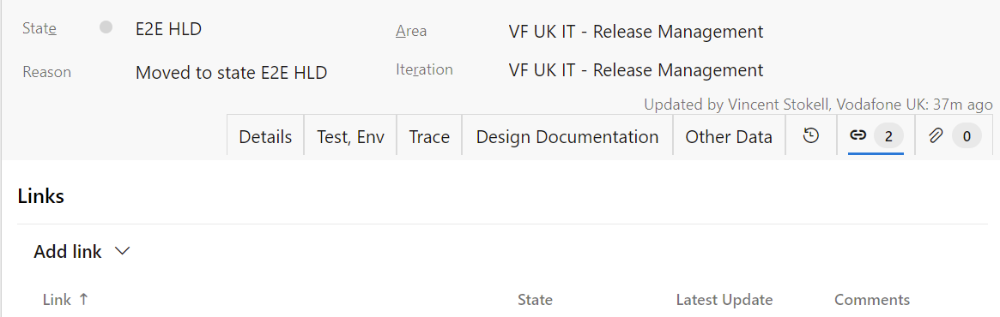 State E2E HLD Area VF UK IT - Release Management
Reason Moved to state E2E HLD Iteration VF UK IT - Release Management
Updated by Vincent Stokell, Vodafone UK: 37m ago
Details Test, Env Trace Design Documentation Other Data 2 0
Links
Add link
Link ↑ State Latest Update Comments